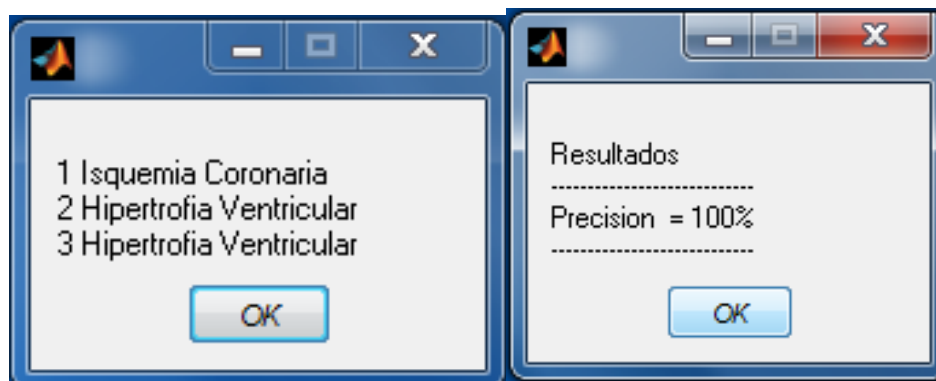 1 Isquemia Coronaria
2 Hipertrofia Ventricular
3 Hipertrofia Ventricular
OK
Resultados
---------------------------
Precision = 100%
---------------------------
OK